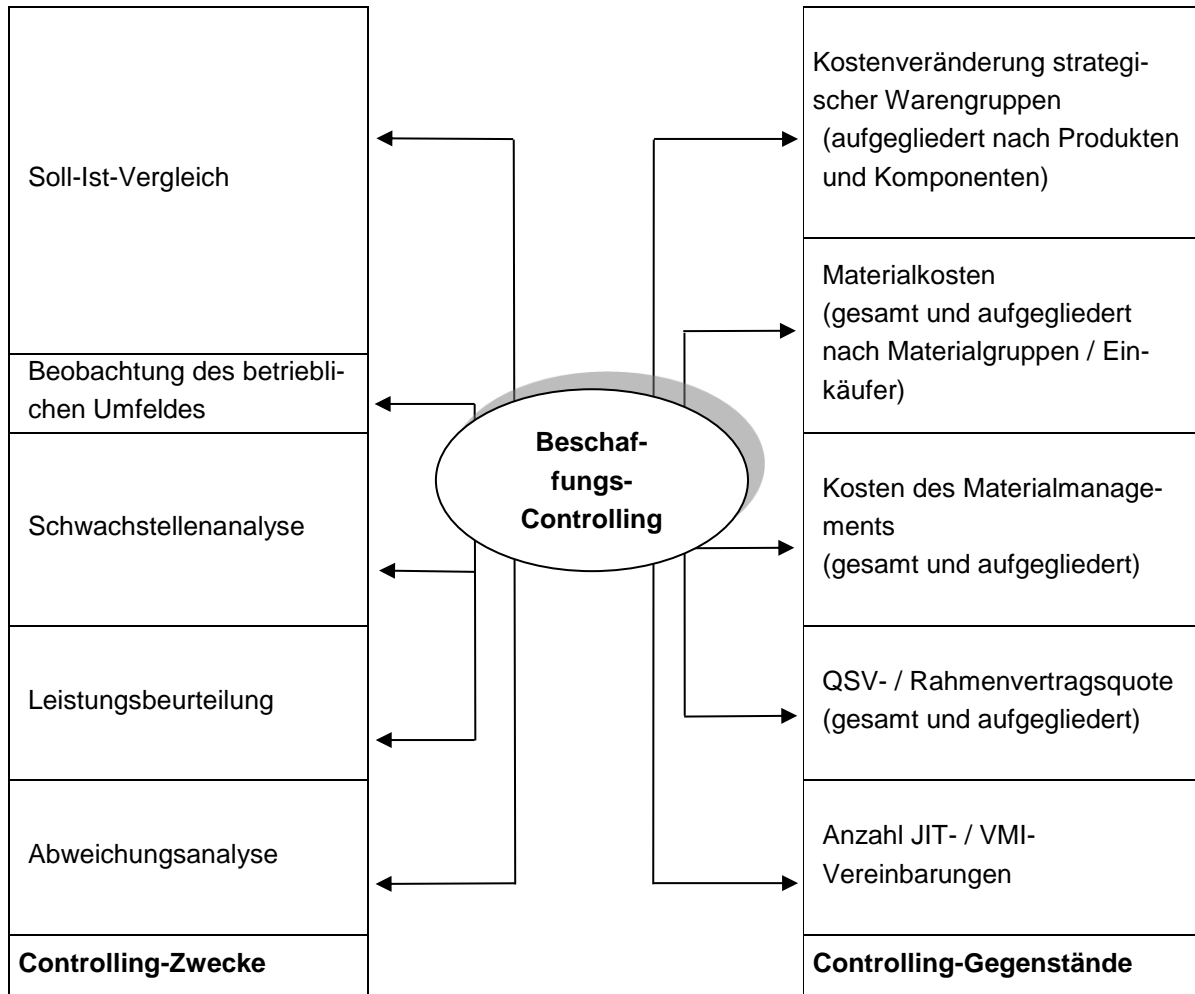 Soll-Ist-Vergleich
Beobachtung des betriebli-
chen Umfeldes
Schwachstellenanalyse
Leistungsbeurteilung
Abweichungsanalyse
Controlling-Zwecke
Beschaf-
fungs-
Controlling
Kostenveränderung strategi-
scher Warengruppen
(aufgegliedert nach Produkten
und Komponenten)
Materialkosten
(gesamt und aufgegliedert
nach Materialgruppen / Ein-
käufer)
Kosten des Materialmanage-
ments
(gesamt und aufgegliedert)
QSV- / Rahmenvertragsquote
(gesamt und aufgegliedert)
Anzahl JIT- / VMI-
Vereinbarungen
Controlling-Gegenstände